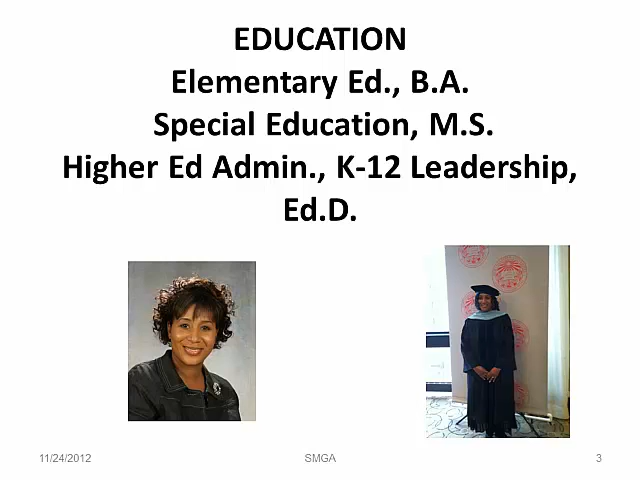 EDUCATION
Elementary Ed., B.A.
Special Education, M.S.
Higher Ed Admin., K-12 Leadership,
Ed.D.
11/24/2012 SMGA 3